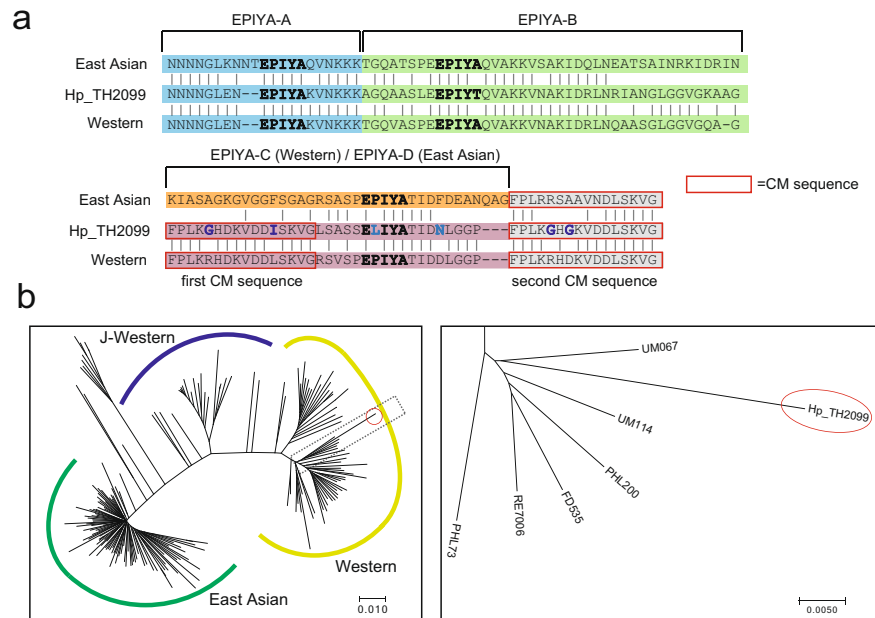 a
EPIYA-A EPIYA-B
East Asian NNNNGLKNNTEPIYAQVNKKKTGQATSPEEPIYAQVAKKVSAKIDQLNEATSAINRKIDRIN
Hp_TH2099 NNNNGLEN--EPIYAKVNKKKAGQAASLEEPIYTQVAKKVNAKIDRLNRIANGLGGVGKAAG
Western NNNNGLEN--EPIYAKVNKKKTGQVASPEEPIYAQVAKKVNAKIDRLNQAASGLGGVGQA-G
EPIYA-C (Western) / EPIYA-D (East Asian)
=CM sequence
East Asian KIASAGKGVGGFSGAGRSASPEPIYATIDFDEANQAGFPLRRSAAVNDLSKVG
Hp_TH2099 FPLKGHDKVDDISKVGLSASSELIYATIDNLGGP---FPLKGHGKVDDLSKVG
Western FPLKRHDKVDDLSKVGRSVSPEPIYATIDDLGGP---FPLKRHDKVDDLSKVG
first CM sequence second CM sequence
b
J-Western
Western
East Asian
0.010
UM067
Hp_TH2099
UM114
PHL200
FD535
RE7006
PHL73
0.0050